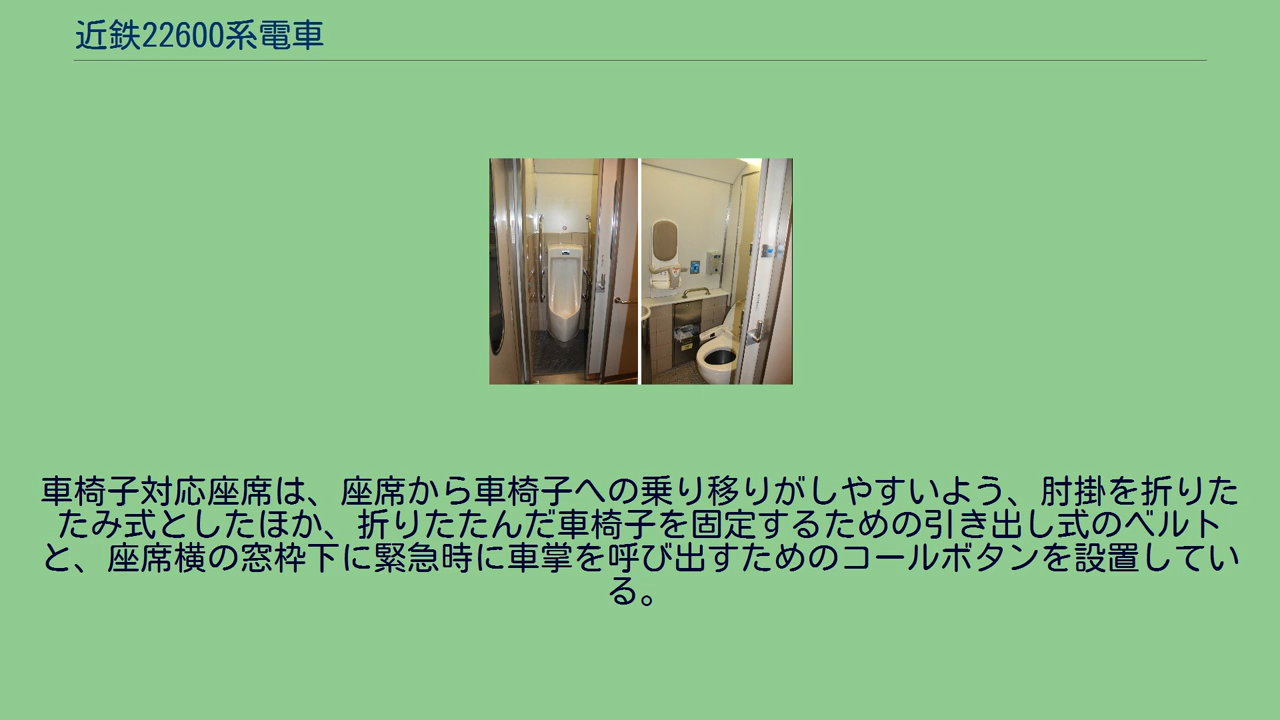 近鉄22600系電車
車椅子対応座席は、座席から車椅子への乗り移りがしやすいよう、肘掛を折りた
たみ式としたほか、折りたたんだ車椅子を固定するための引き出し式のベルト
と、座席横の窓枠下に緊急時に車掌を呼び出すためのコールボタンを設置してい
る。